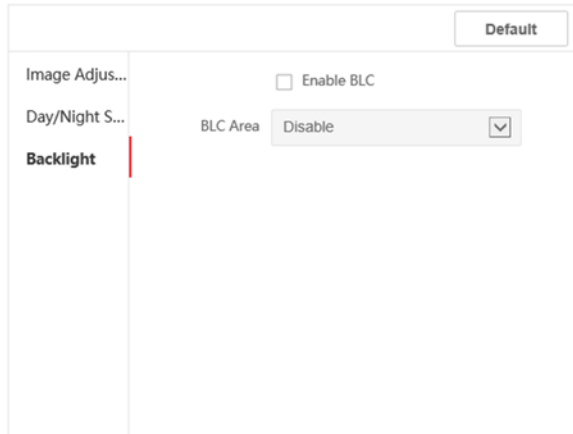 Default
Image Adjus...
Enable BLC
Day/Night S...
BLC Area Disable
Backlight